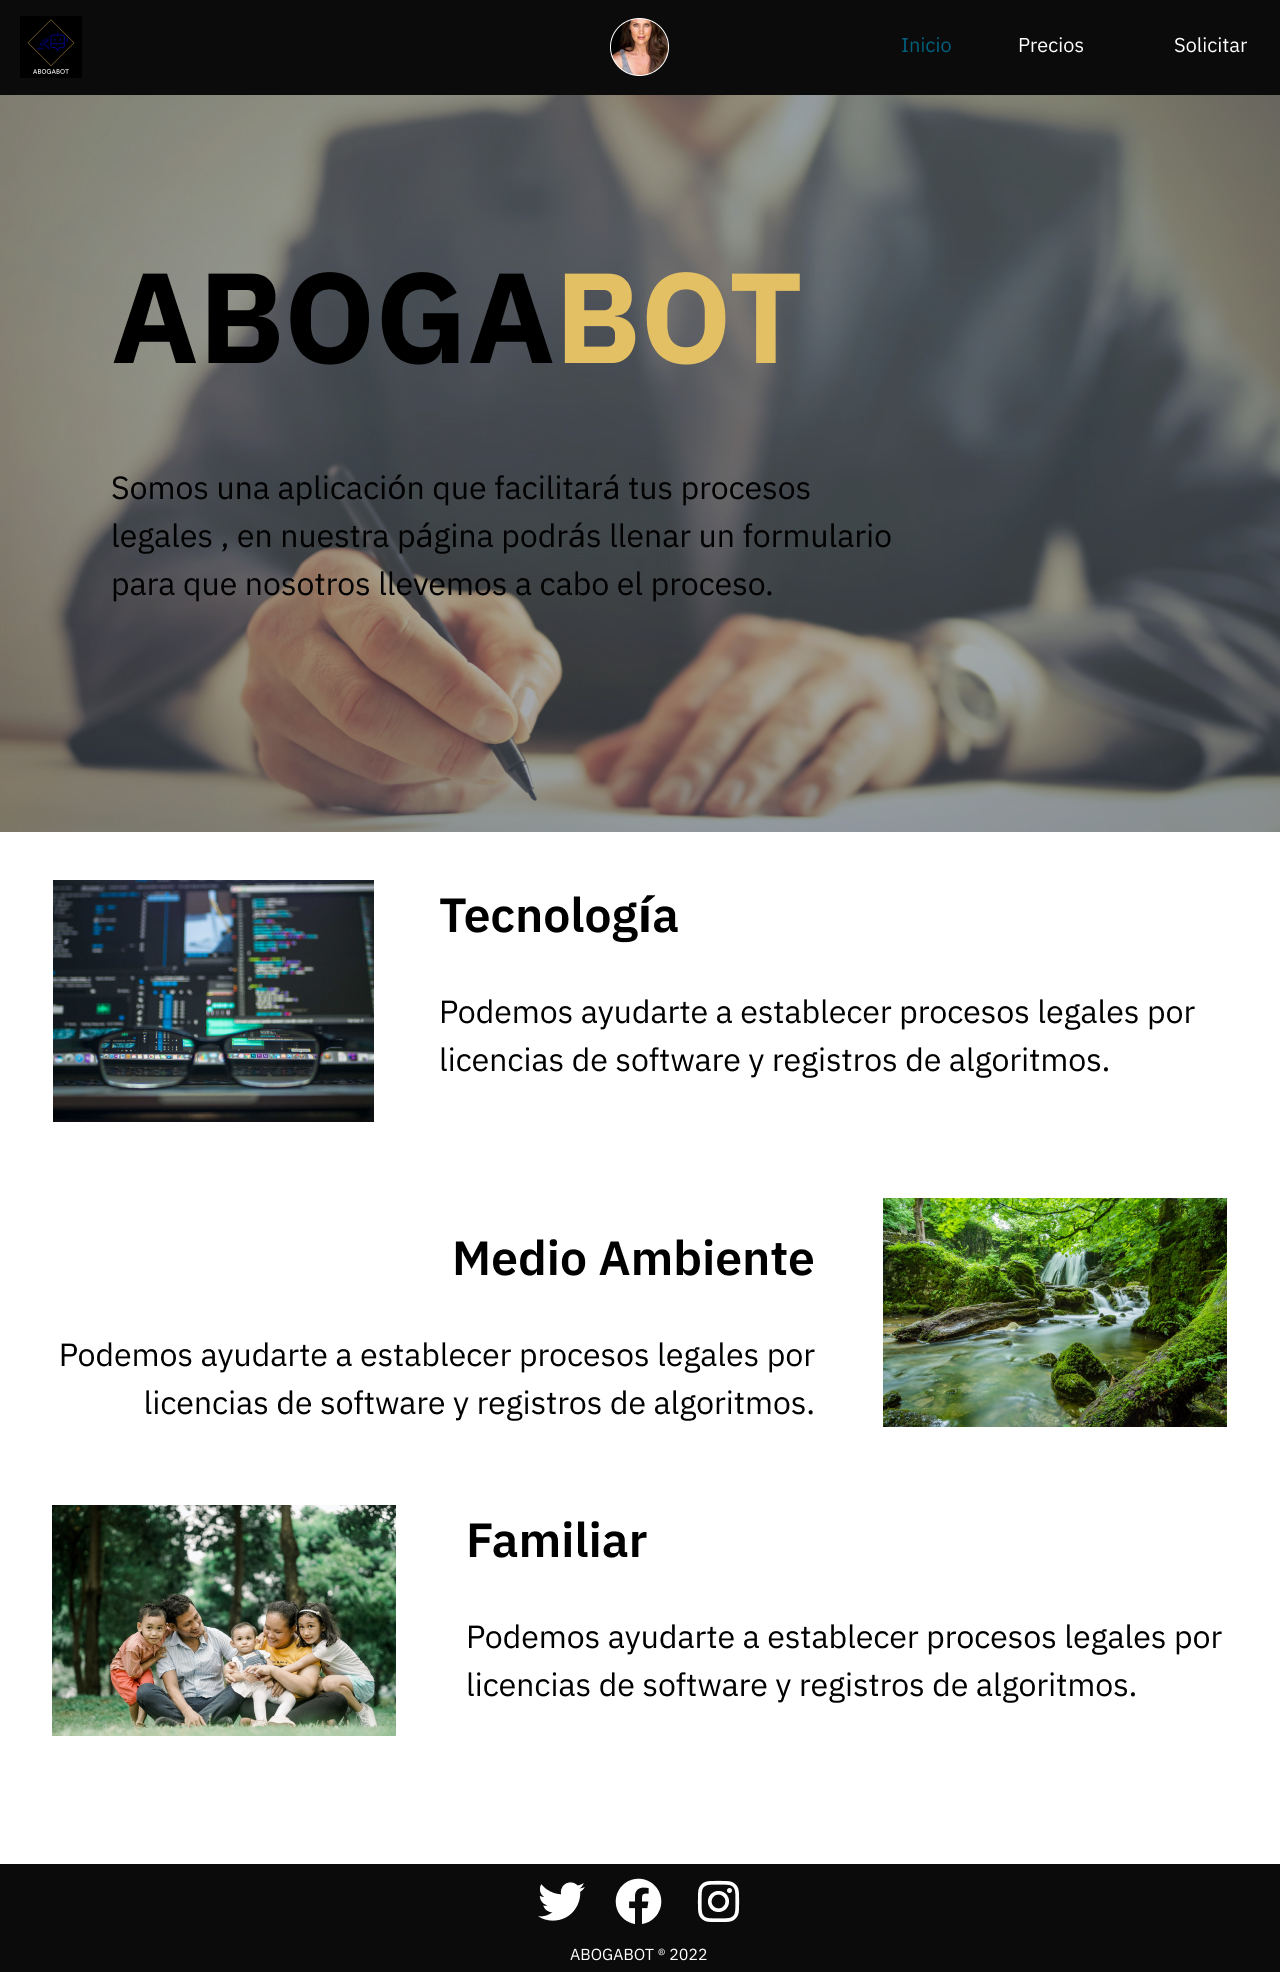 ABOGABOT
Inicio
Precios
Solicitar
ABOGABOT
Somos una aplicación que facilitará tus procesos
legales , en nuestra página podrás llenar un formulario
para que nosotros llevemos a cabo el proceso.
Tecnología
Podemos ayudarte a establecer procesos legales por
licencias de software y registros de algoritmos.
Medio Ambiente
Podemos ayudarte a establecer procesos legales por
licencias de software y registros de algoritmos.
Familiar
Podemos ayudarte a establecer procesos legales por
licencias de software y registros de algoritmos.
ABOGABOT ® 2022